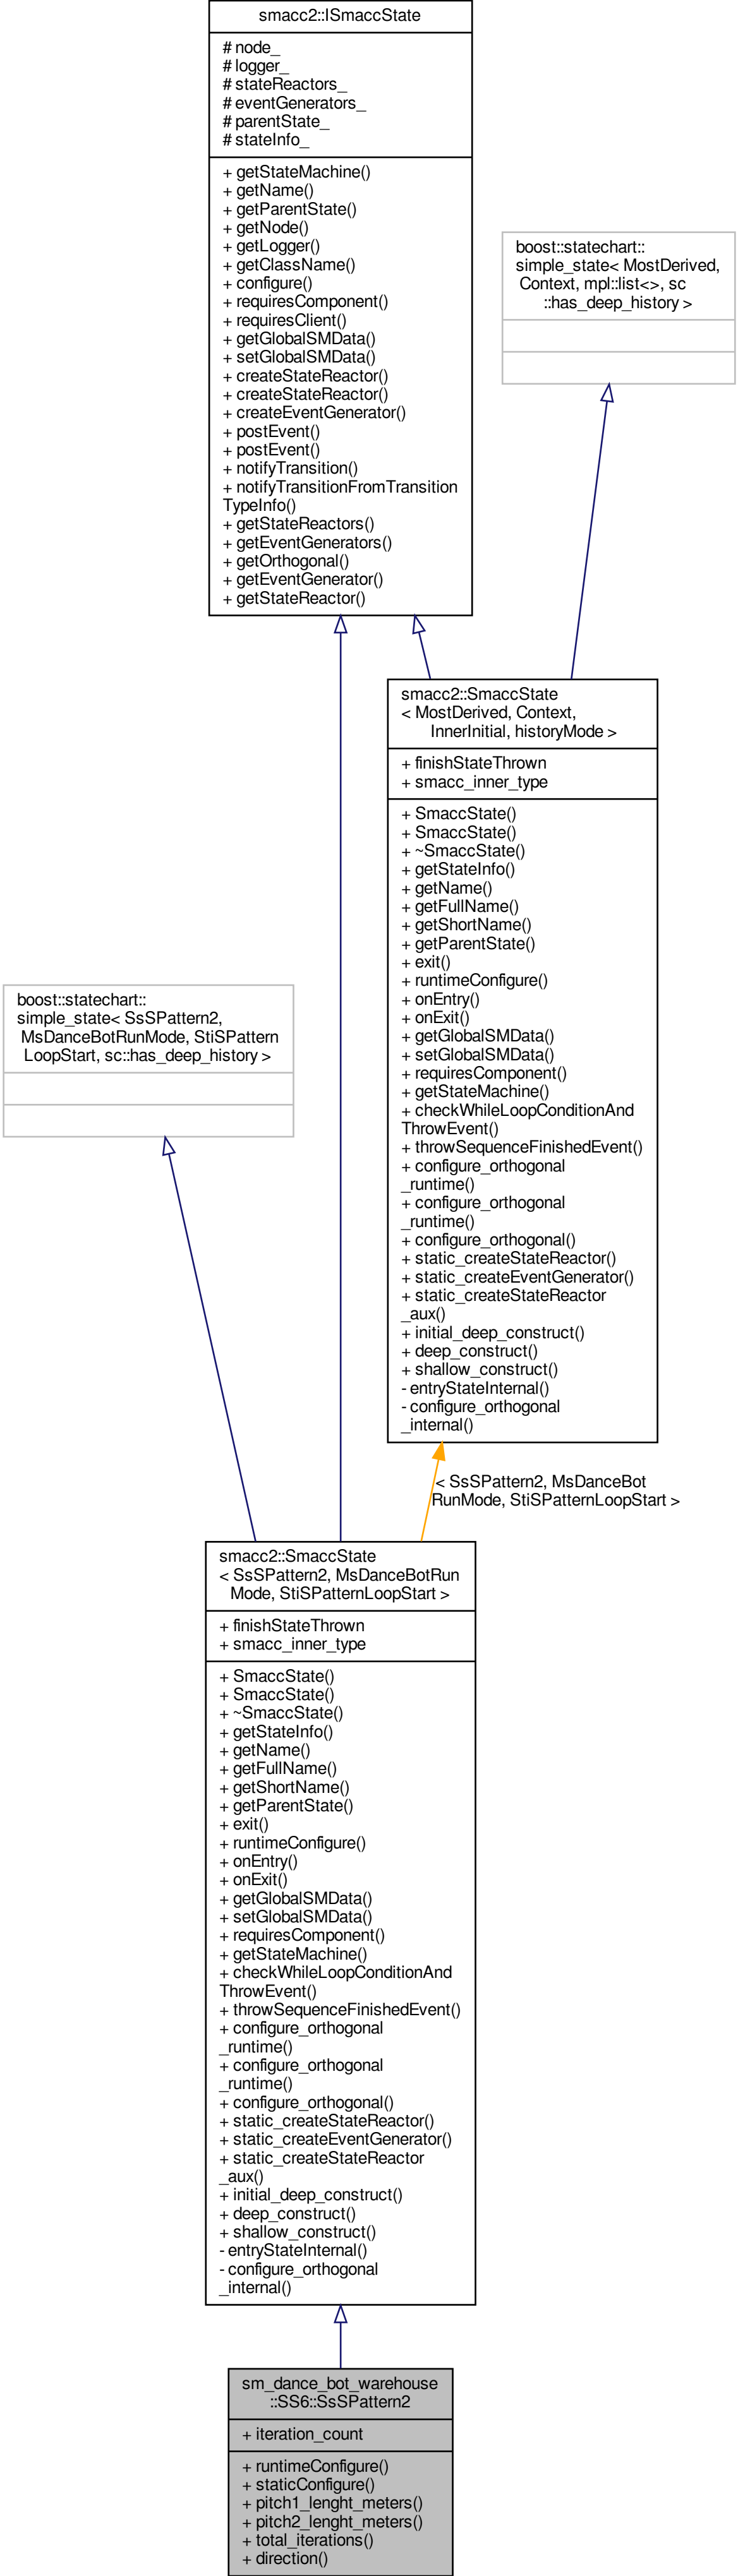 smacc2::ISmaccState
# node_
# logger_
# stateReactors_
# eventGenerators_
# parentState_
# stateInfo_
+ getStateMachine()
+ getName()
+ getParentState()
+ getNode()
+ getLogger()
+ getClassName()
+ configure()
+ requiresComponent()
+ requiresClient()
+ getGlobalSMData()
+ setGlobalSMData()
+ createStateReactor()
+ createStateReactor()
+ createEventGenerator()
+ postEvent()
+ postEvent()
+ notifyTransition()
+ notifyTransitionFromTransition
TypeInfo()
+ getStateReactors()
+ getEventGenerators()
+ getOrthogonal()
+ getEventGenerator()
+ getStateReactor()
boost::statechart::
simple_state< MostDerived,
Context, mpl::list<>, sc
::has_deep_history >
smacc2::SmaccState
< MostDerived, Context,
InnerInitial, historyMode >
+ finishStateThrown
+ smacc_inner_type
+ SmaccState()
+ SmaccState()
+ ~SmaccState()
+ getStateInfo()
+ getName()
+ getFullName()
+ getShortName()
+ getParentState()
+ exit()
+ runtimeConfigure()
+ onEntry()
+ onExit()
+ getGlobalSMData()
+ setGlobalSMData()
+ requiresComponent()
+ getStateMachine()
+ checkWhileLoopConditionAnd
ThrowEvent()
+ throwSequenceFinishedEvent()
+ configure_orthogonal
_runtime()
+ configure_orthogonal
_runtime()
+ configure_orthogonal()
+ static_createStateReactor()
+ static_createEventGenerator()
+ static_createStateReactor
_aux()
+ initial_deep_construct()
+ deep_construct()
+ shallow_construct()
- entryStateInternal()
- configure_orthogonal
_internal()
boost::statechart::
simple_state< SsSPattern2,
MsDanceBotRunMode, StiSPattern
LoopStart, sc::has_deep_history >
< SsSPattern2, MsDanceBot
RunMode, StiSPatternLoopStart >
smacc2::SmaccState
< SsSPattern2, MsDanceBotRun
Mode, StiSPatternLoopStart >
+ finishStateThrown
+ smacc_inner_type
+ SmaccState()
+ SmaccState()
+ ~SmaccState()
+ getStateInfo()
+ getName()
+ getFullName()
+ getShortName()
+ getParentState()
+ exit()
+ runtimeConfigure()
+ onEntry()
+ onExit()
+ getGlobalSMData()
+ setGlobalSMData()
+ requiresComponent()
+ getStateMachine()
+ checkWhileLoopConditionAnd
ThrowEvent()
+ throwSequenceFinishedEvent()
+ configure_orthogonal
_runtime()
+ configure_orthogonal
_runtime()
+ configure_orthogonal()
+ static_createStateReactor()
+ static_createEventGenerator()
+ static_createStateReactor
_aux()
+ initial_deep_construct()
+ deep_construct()
+ shallow_construct()
- entryStateInternal()
- configure_orthogonal
_internal()
sm_dance_bot_warehouse
::SS6::SsSPattern2
+ iteration_count
+ runtimeConfigure()
+ staticConfigure()
+ pitch1_lenght_meters()
+ pitch2_lenght_meters()
+ total_iterations()
+ direction()